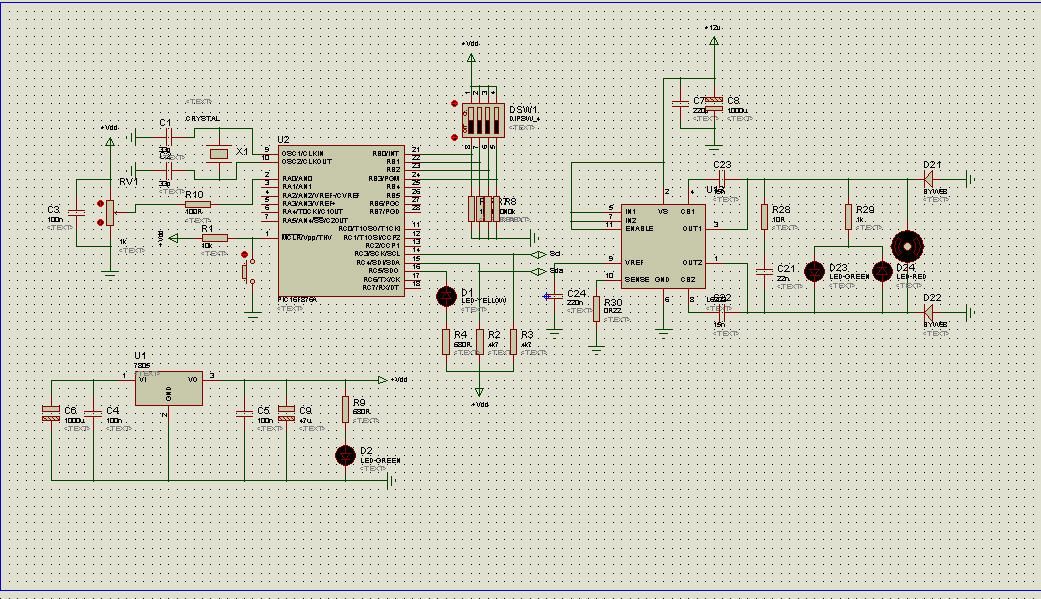 +12u
+Vdd
C7
220n
C8
1000u
DSW1
DIPSW_4
<TEXT>
<TEXT>
CRYSTAL
C1
33p
<TEXT>
X1
<TEXT>
33p
<TEXT>
+Vdd
RV1
1k
<TEXT>
C3
100n
<TEXT>
R10
100R
<TEXT>
R1
10k
<TEXT>
+Vdd
U2
9 OSC1/CLKIN
10 OSC2/CLKOUT
2 RA0/AN0
3 RA1/AN1
4 RA2/AN2/VREF-/CVREF
5 RA3/AN3/VREF+
6 RA4/T0CKI/C1OUT
7 RA5/AN4/SS/C2OUT
1 MCLR/Vpp/THV
RB0/INT 21
RB1 22
RB2 23
RB3/PGM 24
RB4 25
RB5 26
RB6/PGC 27
RB7/PGD 28
RC0/T1OSO/T1CKI 11
RC1/T1OSI/CCP2 12
RC2/CCP1 13
RC3/SCK/SCL 14
RC4/SDI/SDA 15
RC5/SDO 16
RC6/TX/CK 17
RC7/RX/DT 18
PIC16F876A
<TEXT>
R8
Scl
Sda
D1
LED-YELLOW
<TEXT>
R4
680R
<TEXT>
R2
4k7
<TEXT>
R3
4k7
<TEXT>
+Vdd
C24
220n
<TEXT>
R30
0R22
<TEXT>
5 IN1
7 IN2
11 ENABLE
9 VREF
10 SENSE
GND
6
2
VS
4
CB1
OUT1 3
OUT2 1
CB2
8
C23
15n
15n
R28
10R
<TEXT>
C21
22n
<TEXT>
R29
1k
<TEXT>
D23
LED-GREEN
<TEXT>
D24
LED-RED
<TEXT>
D21
BYW98
<TEXT>
D22
BYW98
<TEXT>
U1
7805
<TEXT>
1 VI
VO 3
GND
2
+Vdd
C6
1000u
<TEXT>
C4
100n
<TEXT>
C5
100n
<TEXT>
C9
47u
<TEXT>
R9
680R
<TEXT>
D2
LED-GREEN
<TEXT>